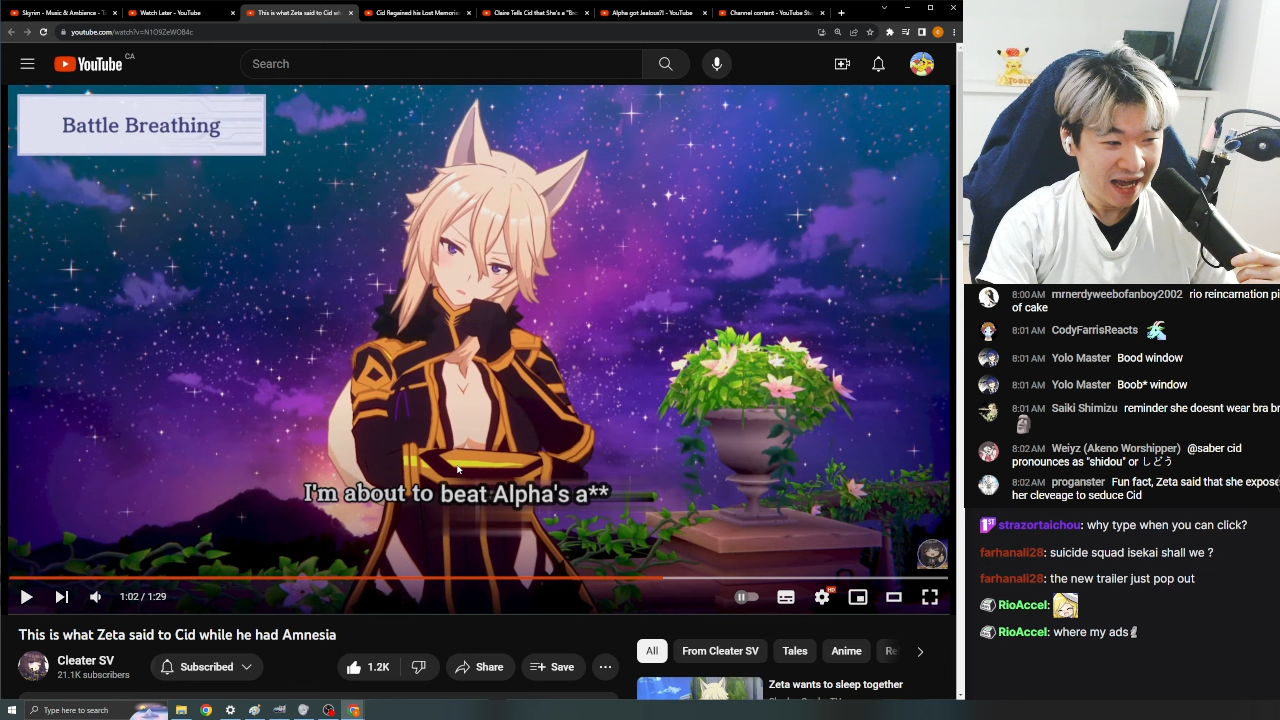 Skyrim - Music & Ambience - T
Watch Later - YouTube
This is what Zeta said to Cid wh
Cid Regained his Lost Memorie
Claire Tells Cid that She's a "Bro
Alpha got Jealous?! - YouTube
Channel content - YouTube Stu
youtube.com/watch?v=N1O9ZeWO84c
YouTube CA
Search
Battle Breathing
I'm about to beat Alpha's a**
1:02 / 1:29
HD
This is what Zeta said to Cid while he had Amnesia
Cleater SV
21.1K subscribers
Subscribed
1.2K
Share
Save
All
From Cleater SV
Tales
Anime
Re
Zeta wants to sleep together
Type here to search
8:00 AM mrnerdyweebofanboy2002 rio reincarnation pi
of cake
8:01 AM CodyFarrisReacts
8:01 AM Yolo Master Bood window
8:01 AM Yolo Master Boob* window
8:01 AM Saiki Shimizu reminder she doesnt wear bra br
8:02 AM Weiyz (Akeno Worshipper) @saber cid
pronounces as "shidou" or しどう
8:02 AM proganster Fun fact, Zeta said that she expose
her cleveage to seduce Cid
1ST strazortaichou: why type when you can click?
farhanali28: suicide squad isekai shall we ?
farhanali28: the new trailer just pop out
RioAccel:
RioAccel: where my ads